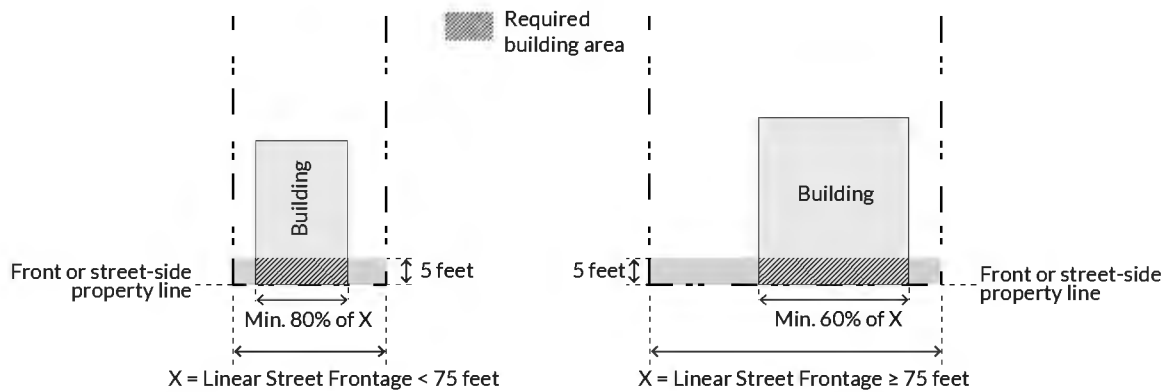 Required
building area
Building
5 feet
Front or street-side
property line
Min. 80% of X
X = Linear Street Frontage < 75 feet
Building
5 feet
Front or street-side
property line
Min. 60% of X
X = Linear Street Frontage ≥ 75 feet